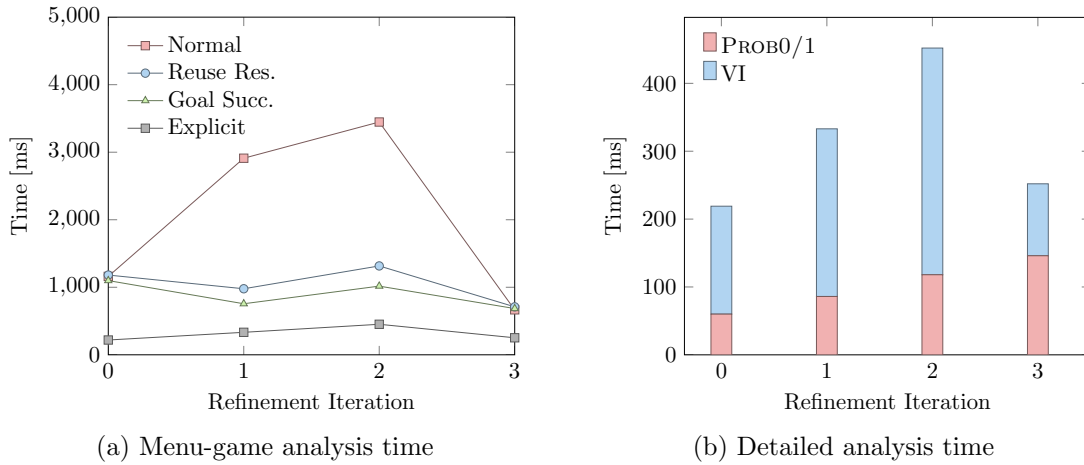 5,000
4,000
3,000
2,000
1,000
0
Time [ms]
Normal
Reuse Res.
Goal Succ.
Explicit
0 1 2 3
Refinement Iteration
(a) Menu-game analysis time
400
300
200
100
0
Time [ms]
PROB0/1
VI
0 1 2 3
Refinement Iteration
(b) Detailed analysis time